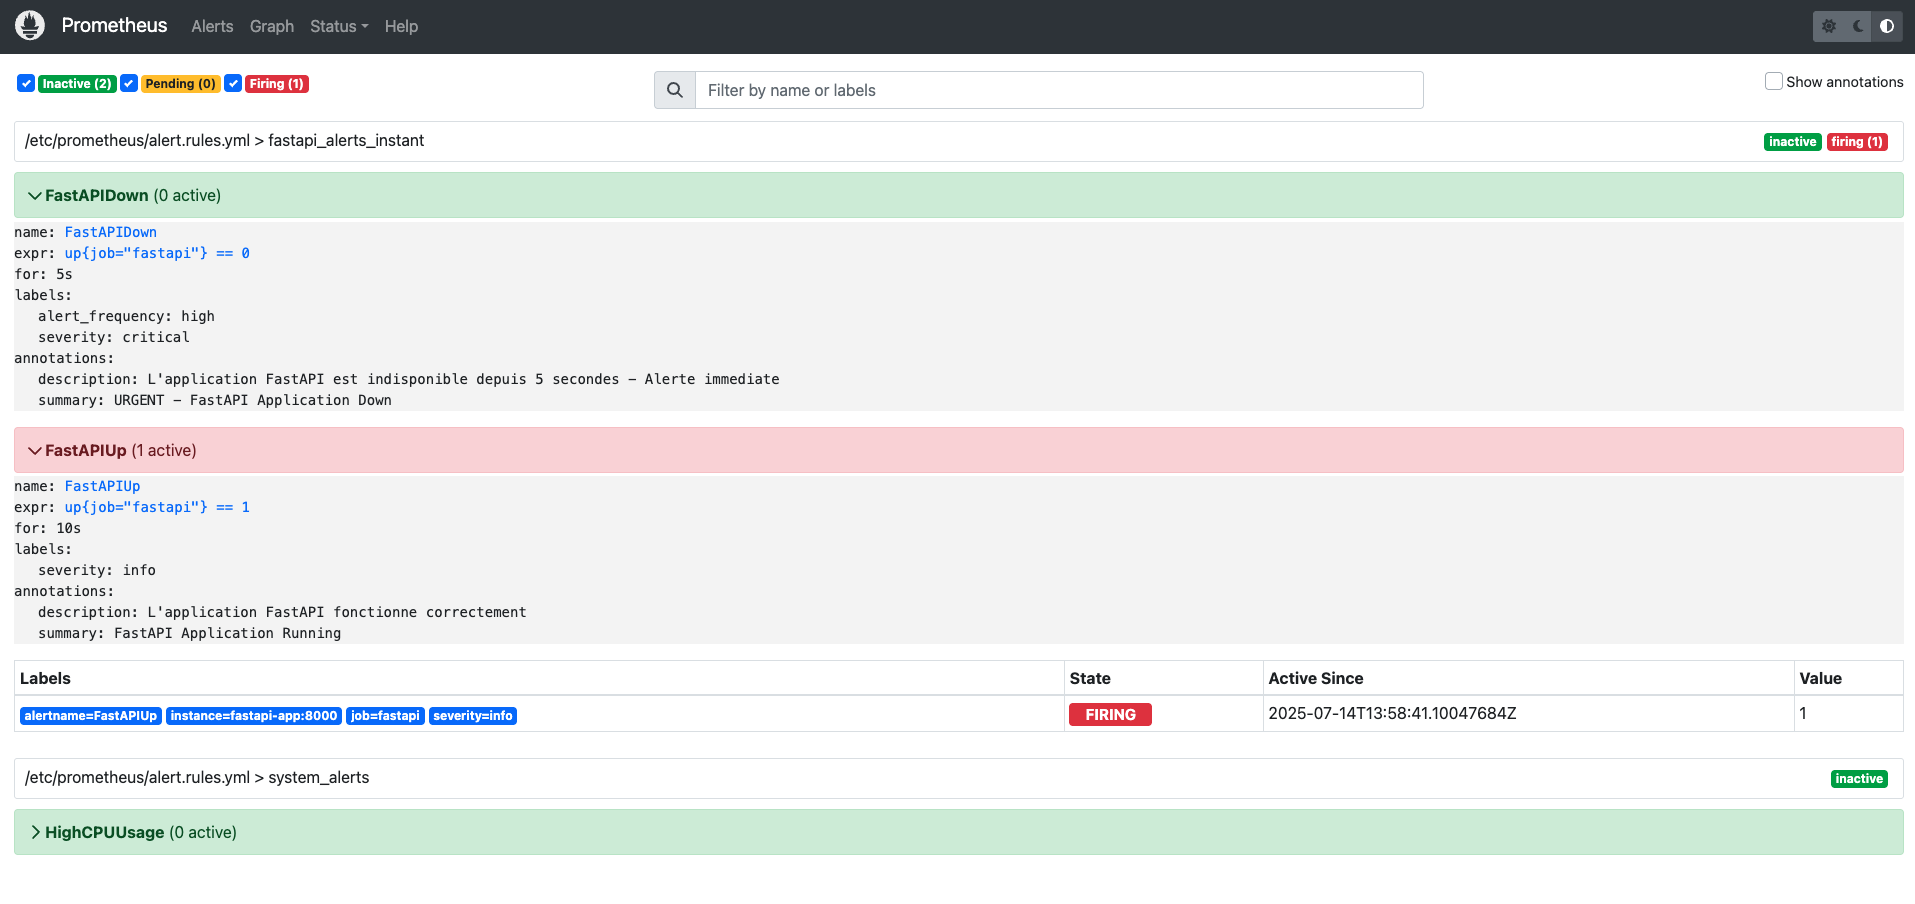 Prometheus Alerts Graph Status Help
Inactive (2) Pending (0) Firing (1) Filter by name or labels Show annotations
/etc/prometheus/alert.rules.yml > fastapi_alerts_instant inactive firing (1)
FastAPIDown (0 active)
name: FastAPIDown
expr: up{job="fastapi"} == 0
for: 5s
labels:
alert_frequency: high
severity: critical
annotations:
description: L'application FastAPI est indisponible depuis 5 secondes – Alerte immediate
summary: URGENT – FastAPI Application Down
FastAPIUp (1 active)
name: FastAPIUp
expr: up{job="fastapi"} == 1
for: 10s
labels:
severity: info
annotations:
description: L'application FastAPI fonctionne correctement
summary: FastAPI Application Running
Labels State Active Since Value
alertname=FastAPIUp instance=fastapi-app:8000 job=fastapi severity=info FIRING 2025-07-14T13:58:41.10047684Z 1
/etc/prometheus/alert.rules.yml > system_alerts inactive
HighCPUUsage (0 active)